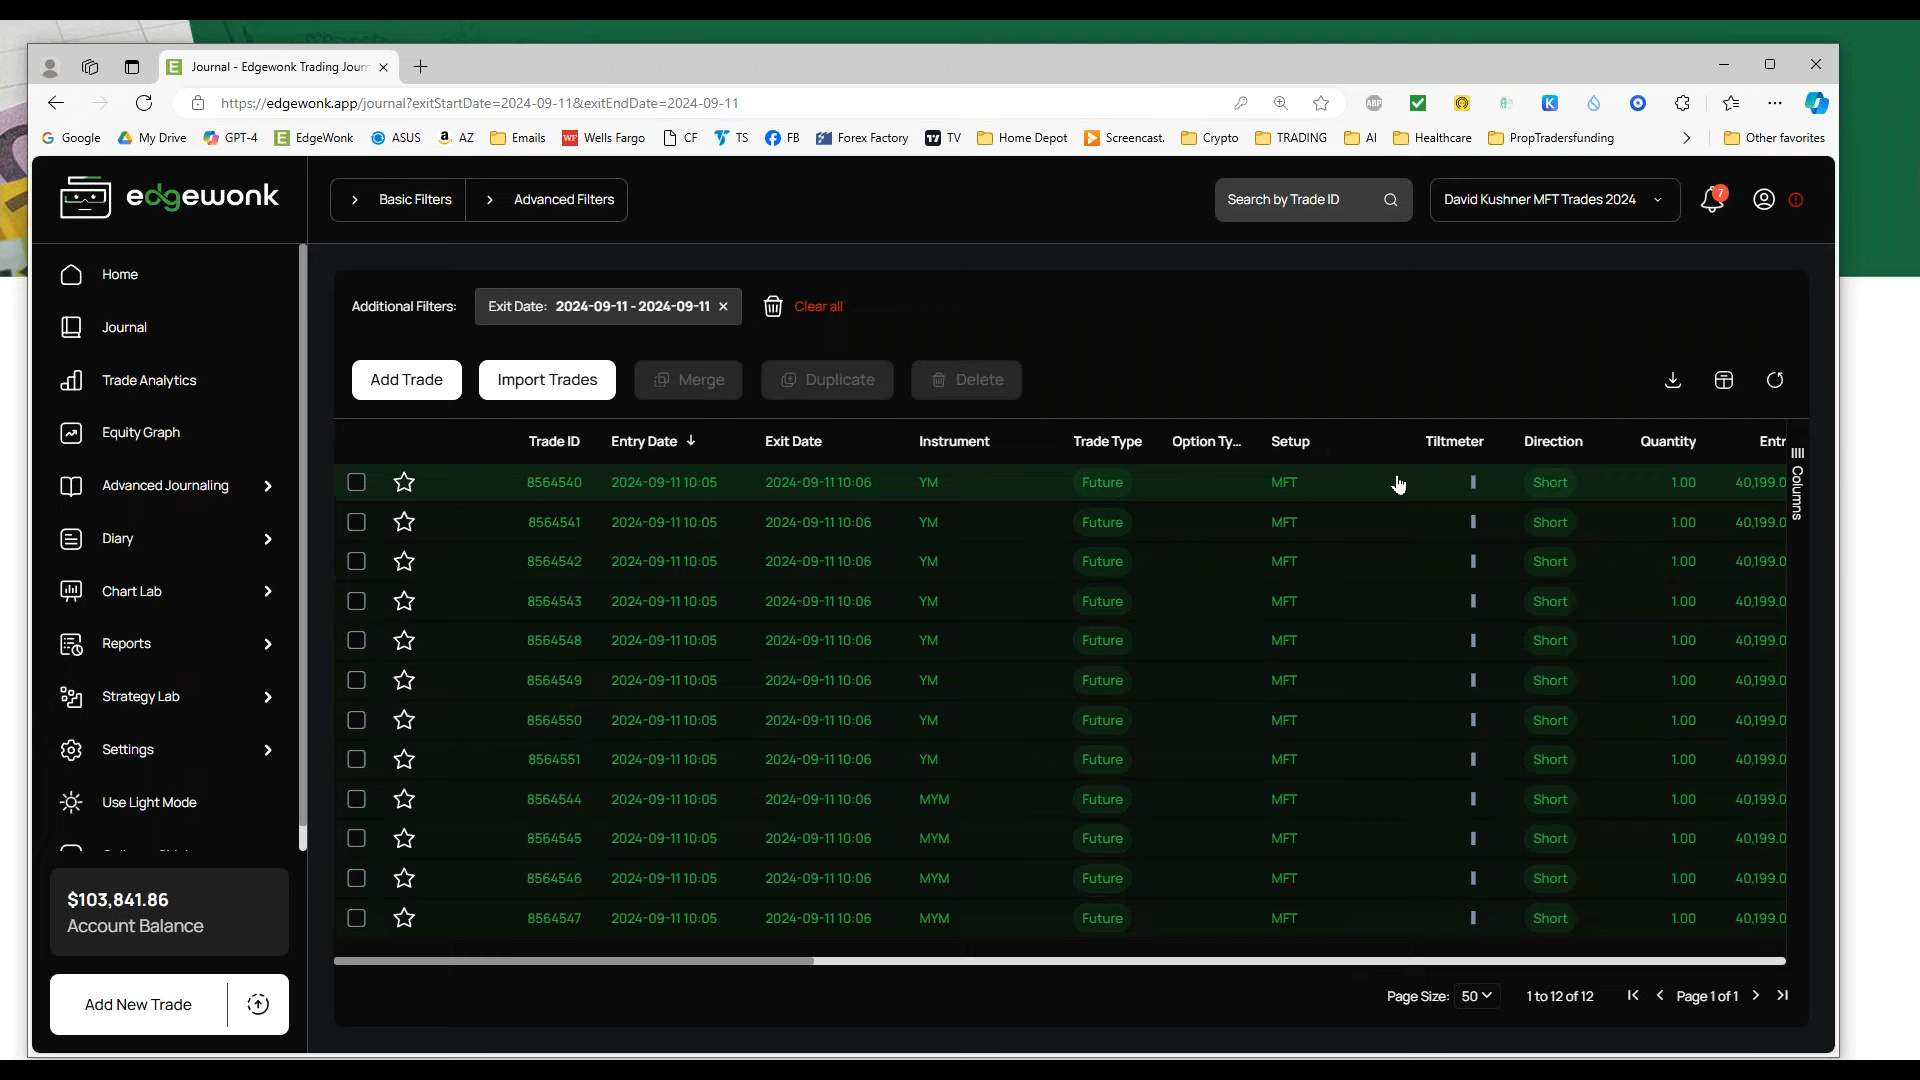 Journal - Edgewonk Trading Journ
https://edgewonk.app/journal?exitStartDate=2024-09-11&exitEndDate=2024-09-11
ABP
Google My Drive GPT-4 EdgeWonk ASUS AZ Emails Wells Fargo CF TS FB Forex Factory TV Home Depot Screencast. Crypto TRADING AI Healthcare PropTradersfunding Other favorites
edgewonk
Basic Filters Advanced Filters
Search by Trade ID
David Kushner MFT Trades 2024
7
Home
Journal
Trade Analytics
Equity Graph
Advanced Journaling
Diary
Chart Lab
Reports
Strategy Lab
Settings
Use Light Mode
$103,841.86
Account Balance
Add New Trade
Additional Filters: Exit Date: 2024-09-11 - 2024-09-11 Clear all
Add Trade Import Trades Merge Duplicate Delete
Trade ID Entry Date Exit Date Instrument Trade Type Option Ty... Setup Tiltmeter Direction Quantity Entr
8564540 2024-09-11 10:05 2024-09-11 10:06 YM Future MFT Short 1.00 40,199.0
8564541 2024-09-11 10:05 2024-09-11 10:06 YM Future MFT Short 1.00 40,199.0
8564542 2024-09-11 10:05 2024-09-11 10:06 YM Future MFT Short 1.00 40,199.0
8564543 2024-09-11 10:05 2024-09-11 10:06 YM Future MFT Short 1.00 40,199.0
8564548 2024-09-11 10:05 2024-09-11 10:06 YM Future MFT Short 1.00 40,199.0
8564549 2024-09-11 10:05 2024-09-11 10:06 YM Future MFT Short 1.00 40,199.0
8564550 2024-09-11 10:05 2024-09-11 10:06 YM Future MFT Short 1.00 40,199.0
8564551 2024-09-11 10:05 2024-09-11 10:06 YM Future MFT Short 1.00 40,199.0
8564544 2024-09-11 10:05 2024-09-11 10:06 MYM Future MFT Short 1.00 40,199.0
8564545 2024-09-11 10:05 2024-09-11 10:06 MYM Future MFT Short 1.00 40,199.0
8564546 2024-09-11 10:05 2024-09-11 10:06 MYM Future MFT Short 1.00 40,199.0
8564547 2024-09-11 10:05 2024-09-11 10:06 MYM Future MFT Short 1.00 40,199.0
Columns
Page Size: 50 1 to 12 of 12 Page 1 of 1